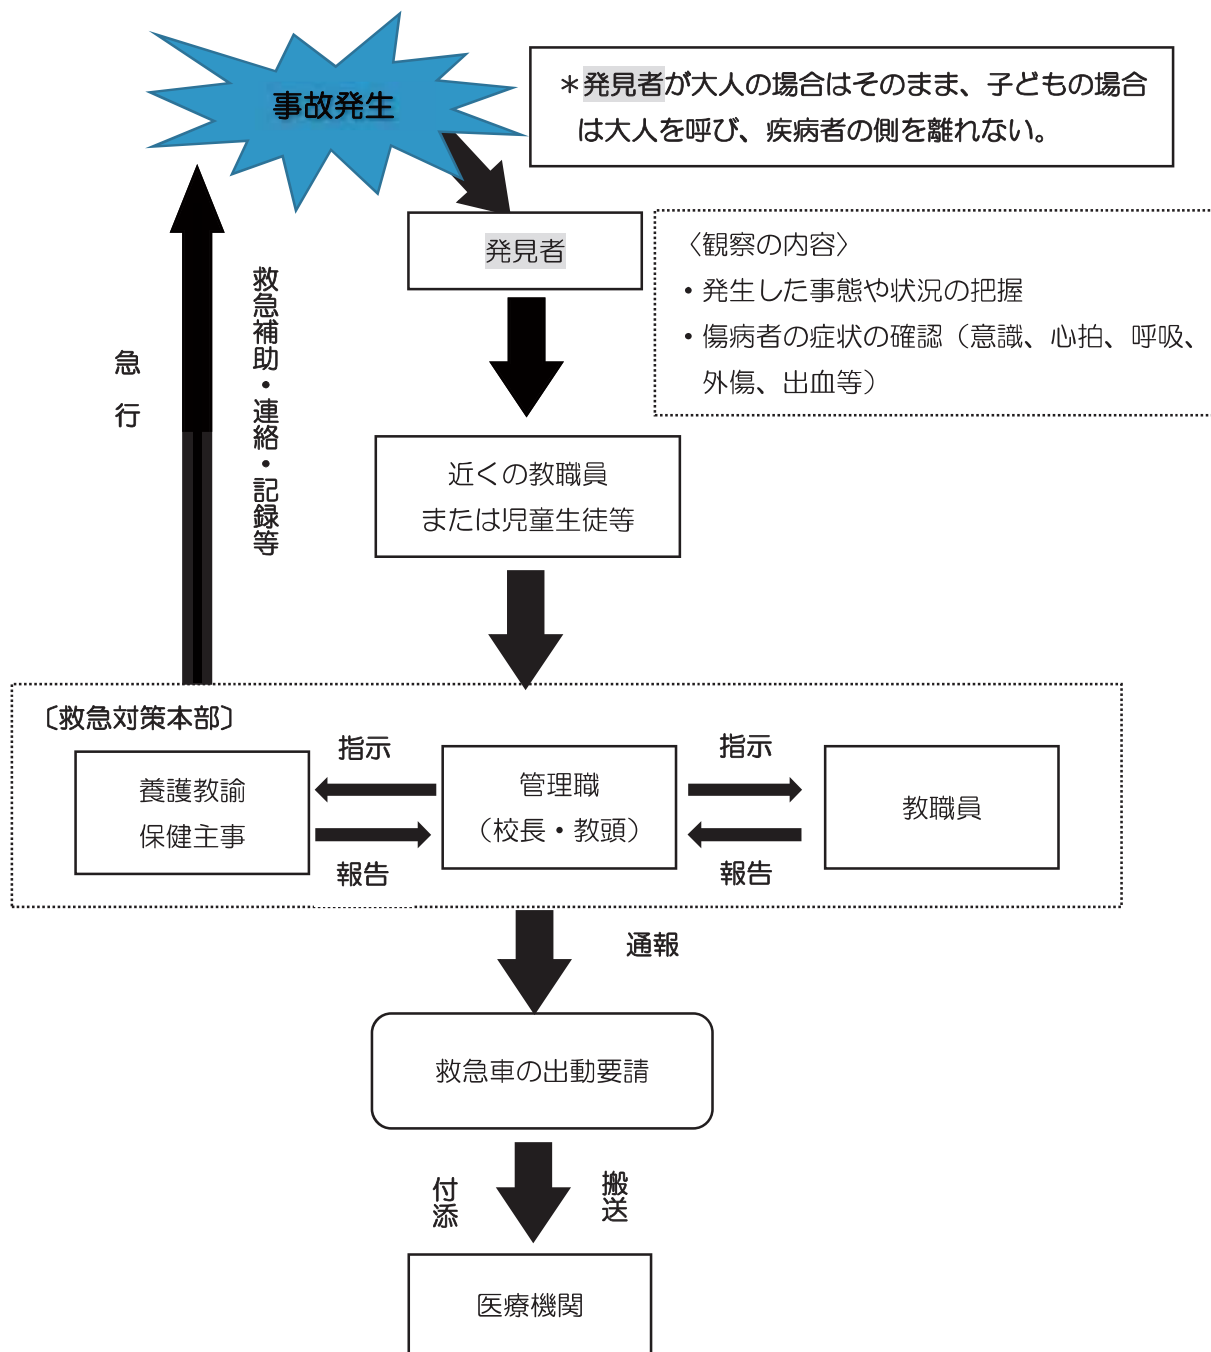 事故発生
＊発見者が大人の場合はそのまま、子どもの場合
は大人を呼び、疾病者の側を離れない。
発見者
〈観察の内容〉
・発生した事態や状況の把握
・傷病者の症状の確認（意識、心拍、呼吸、
外傷、出血等）
急行
救急補助・連絡・記録等
近くの教職員
または児童生徒等
〔救急対策本部〕
養護教諭
保健主事
指示
報告
管理職
（校長・教頭）
指示
報告
教職員
通報
救急車の出動要請
付添
搬送
医療機関